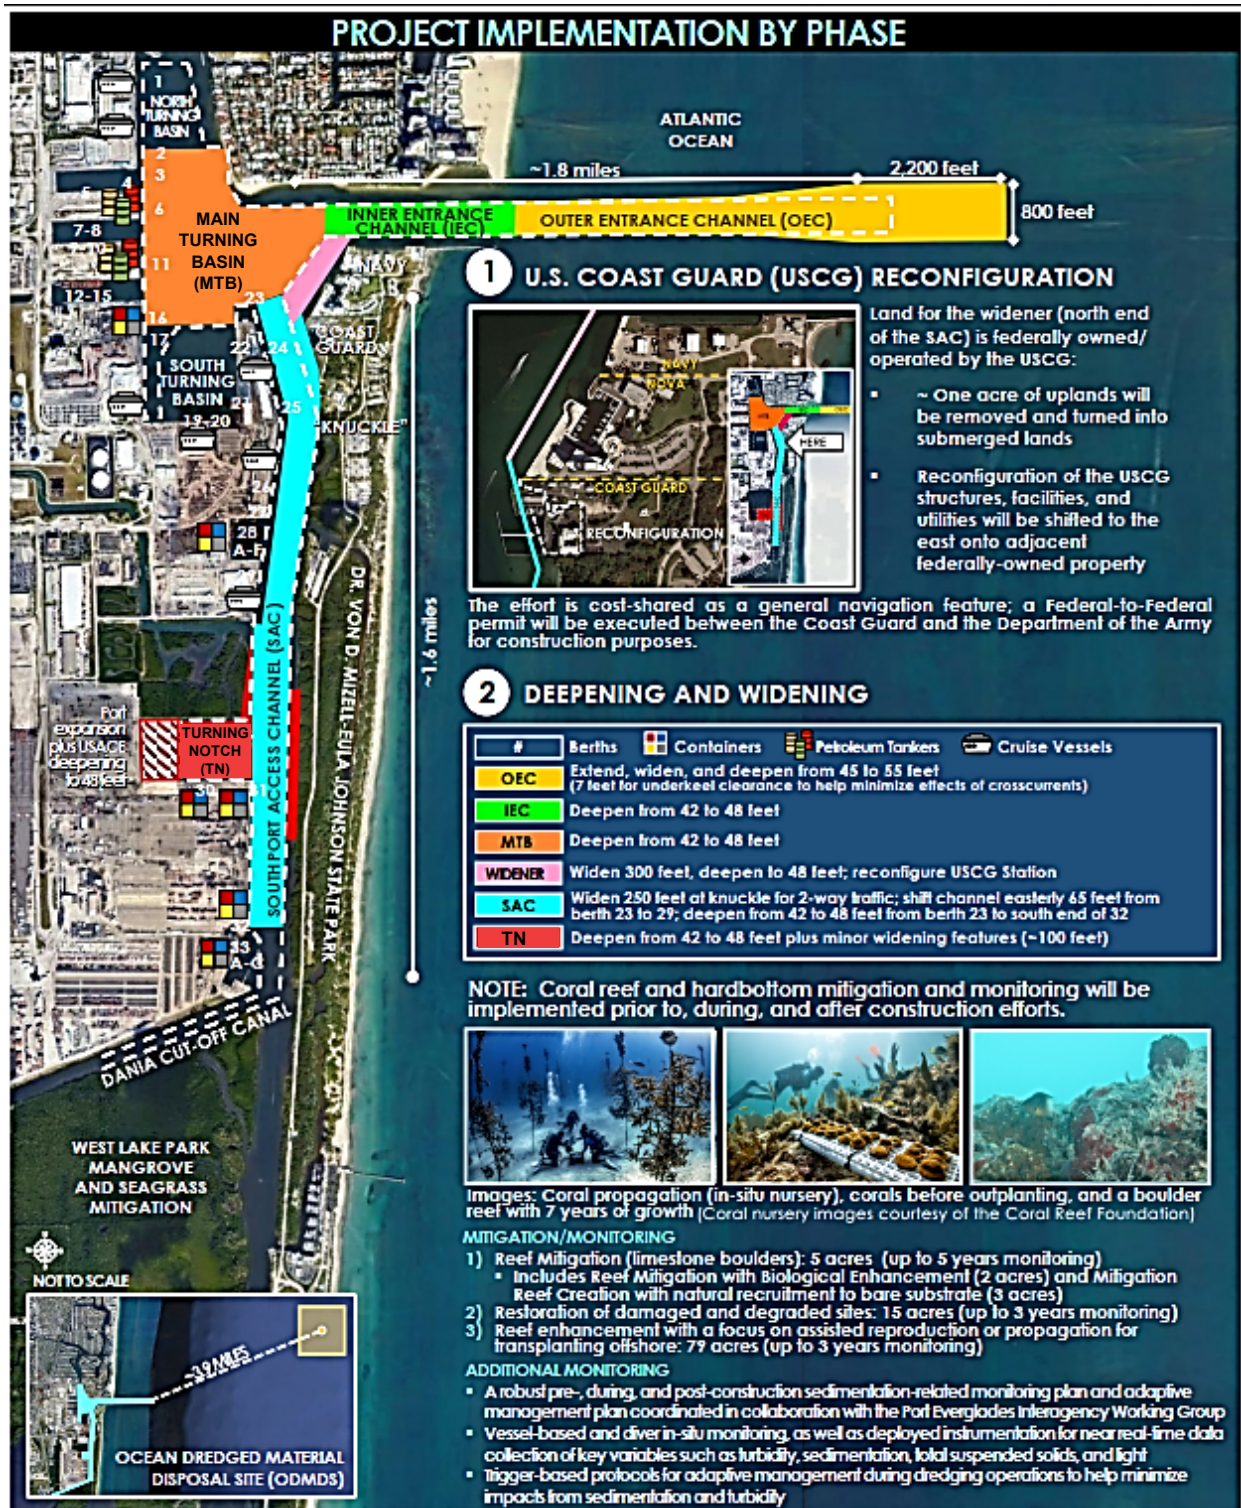 PROJECT IMPLEMENTATION BY PHASE
1
NORTH
TURNING
BASIN
2
3
4
5
6
7-8
7-10
11
12-15
16
17
MAIN
TURNING
BASIN
(MTB)
ATLANTIC
OCEAN
~1.8 miles
2,200 feet
800 feet
INNER ENTRANCE
CHANNEL (IEC)
OUTER ENTRANCE CHANNEL (OEC)
NAVY
COAST
GUARD
23
22
24
SOUTH
TURNING
BASIN
21
25
19-20
"KNUCKLE"
26
27
28
A-F
~1.6 miles
DR. VON D. MIZELL-EULA JOHNSON STATE PARK
SOUTHPORT ACCESS CHANNEL (SAC)
Port
expansion
plus USACE
deepening
to 48 feet
TURNING
NOTCH
(TN)
30
31
32
33
A-C
DANIA CUT-OFF CANAL
WEST LAKE PARK
MANGROVE
AND SEAGRASS
MITIGATION
NOT TO SCALE
~3.9 MILES
OCEAN DREDGED MATERIAL
DISPOSAL SITE (ODMDS)
1 U.S. COAST GUARD (USCG) RECONFIGURATION
NAVY
NOVA
COAST GUARD
RECONFIGURATION
HERE
Land for the widener (north end
of the SAC) is federally owned/
operated by the USCG:
▪ ~ One acre of uplands will
be removed and turned into
submerged lands
▪ Reconfiguration of the USCG
structures, facilities, and
utilities will be shifted to the
east onto adjacent
federally-owned property
The effort is cost-shared as a general navigation feature; a Federal-to-Federal
permit will be executed between the Coast Guard and the Department of the Army
for construction purposes.
2 DEEPENING AND WIDENING
# Berths Containers Petroleum Tankers Cruise Vessels
OEC Extend, widen, and deepen from 45 to 55 feet
(7 feet for underkeel clearance to help minimize effects of crosscurrents)
IEC Deepen from 42 to 48 feet
MTB Deepen from 42 to 48 feet
WIDENER Widen 300 feet, deepen to 48 feet; reconfigure USCG Station
SAC Widen 250 feet at knuckle for 2-way traffic; shift channel easterly 65 feet from
berth 23 to 29; deepen from 42 to 48 feet from berth 23 to south end of 32
TN Deepen from 42 to 48 feet plus minor widening features (~100 feet)
NOTE: Coral reef and hardbottom mitigation and monitoring will be
implemented prior to, during, and after construction efforts.
Images: Coral propagation (in-situ nursery), corals before outplanting, and a boulder
reef with 7 years of growth (Coral nursery images courtesy of the Coral Reef Foundation)
MITIGATION/MONITORING
1) Reef Mitigation (limestone boulders): 5 acres (up to 5 years monitoring)
▪ Includes Reef Mitigation with Biological Enhancement (2 acres) and Mitigation
Reef Creation with natural recruitment to bare substrate (3 acres)
2) Restoration of damaged and degraded sites: 15 acres (up to 3 years monitoring)
3) Reef enhancement with a focus on assisted reproduction or propagation for
transplanting offshore: 79 acres (up to 3 years monitoring)
ADDITIONAL MONITORING
▪ A robust pre-, during, and post-construction sedimentation-related monitoring plan and adaptive
management plan coordinated in collaboration with the Port Everglades Interagency Working Group
▪ Vessel-based and diver in-situ monitoring, as well as deployed instrumentation for near real-time data
collection of key variables such as turbidity, sedimentation, total suspended solids, and light
▪ Trigger-based protocols for adaptive management during dredging operations to help minimize
impacts from sedimentation and turbidity